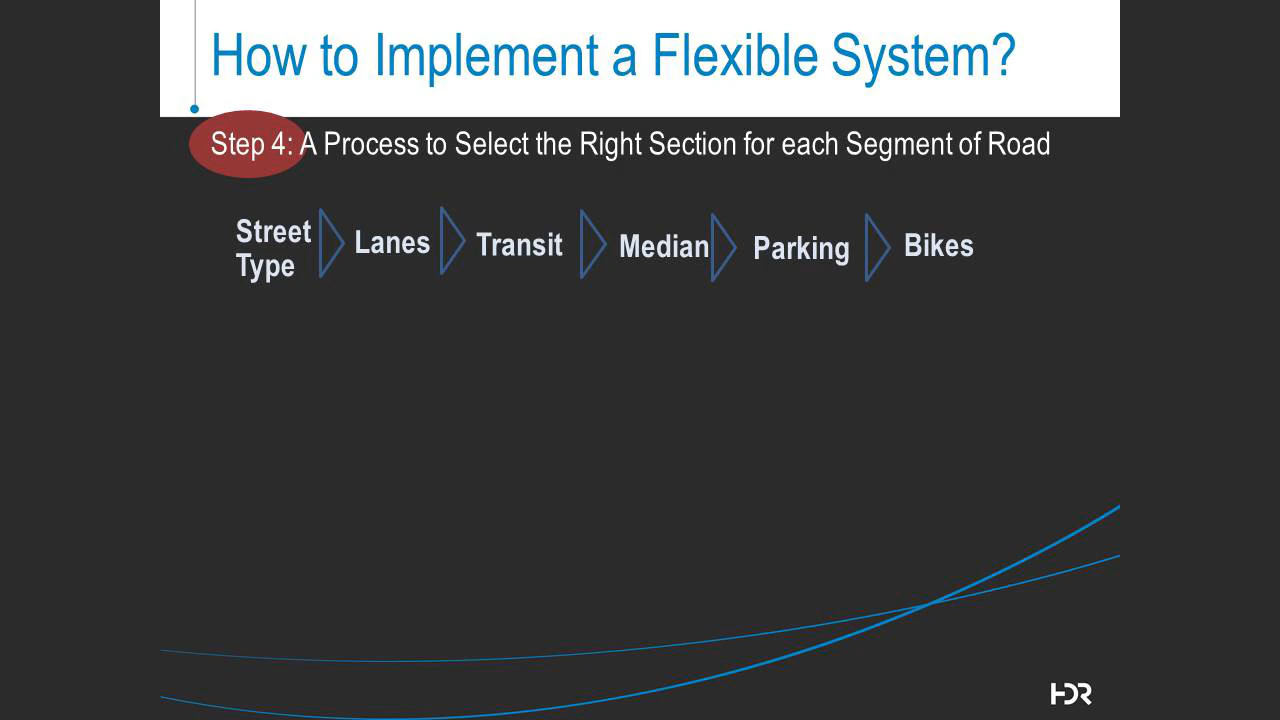 How to Implement a Flexible System?
Step 4: A Process to Select the Right Section for each Segment of Road
Street Type
Lanes
Transit
Median
Parking
Bikes
HDR